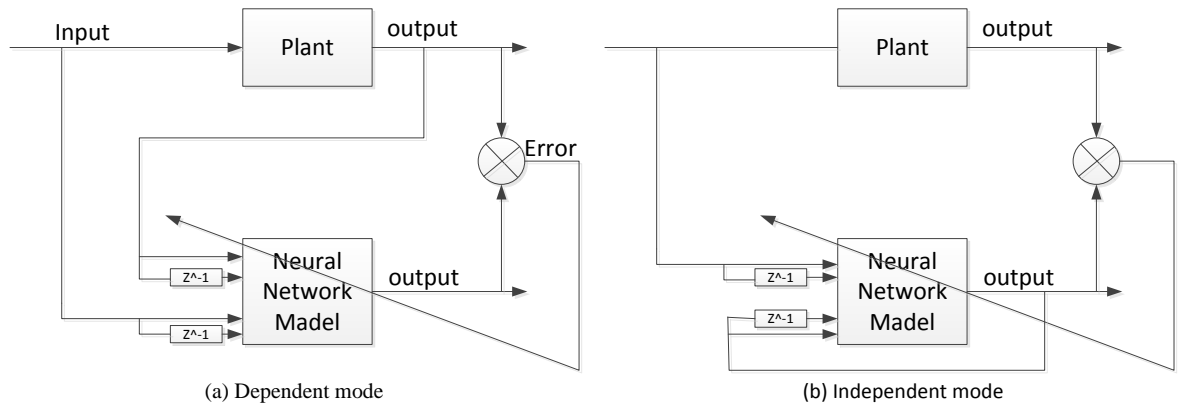 Input
Plant
output
Error
Neural
Network
Madel
output
Z^-1
Z^-1
(a) Dependent mode
Plant
output
Neural
Network
Madel
output
Z^-1
Z^-1
(b) Independent mode